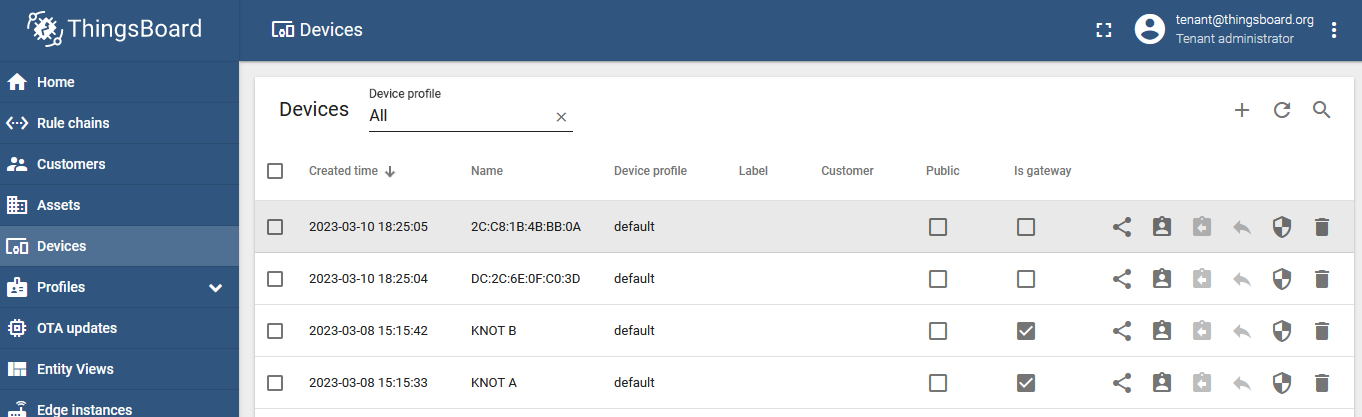 ThingsBoard
Devices
tenant@thingsboard.org
Tenant administrator
Home
Rule chains
Customers
Assets
Devices
Profiles
OTA updates
Entity Views
Edge instances
Devices
Device profile
All
Created time Name Device profile Label Customer Public Is gateway
2023-03-10 18:25:05 2C:C8:1B:4B:BB:0A default
2023-03-10 18:25:04 DC:2C:6E:0F:C0:3D default
2023-03-08 15:15:42 KNOT B default
2023-03-08 15:15:33 KNOT A default